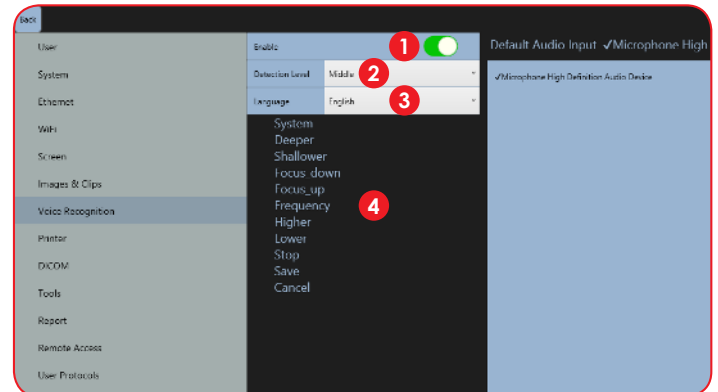 Back
User
System
Ethernet
WiFi
Screen
Images & Clips
Voice Recognition
Printer
DICOM
Tools
Report
Remote Access
User Protocols
Enable 1
Detection Level Middle 2
Language English 3
System
Deeper
Shallower
Focus_down
Focus_up
Frequency
Higher
Lower
Stop
Save
Cancel
4
Default Audio Input ✓Microphone High
✓Microphone High Definition Audio Device